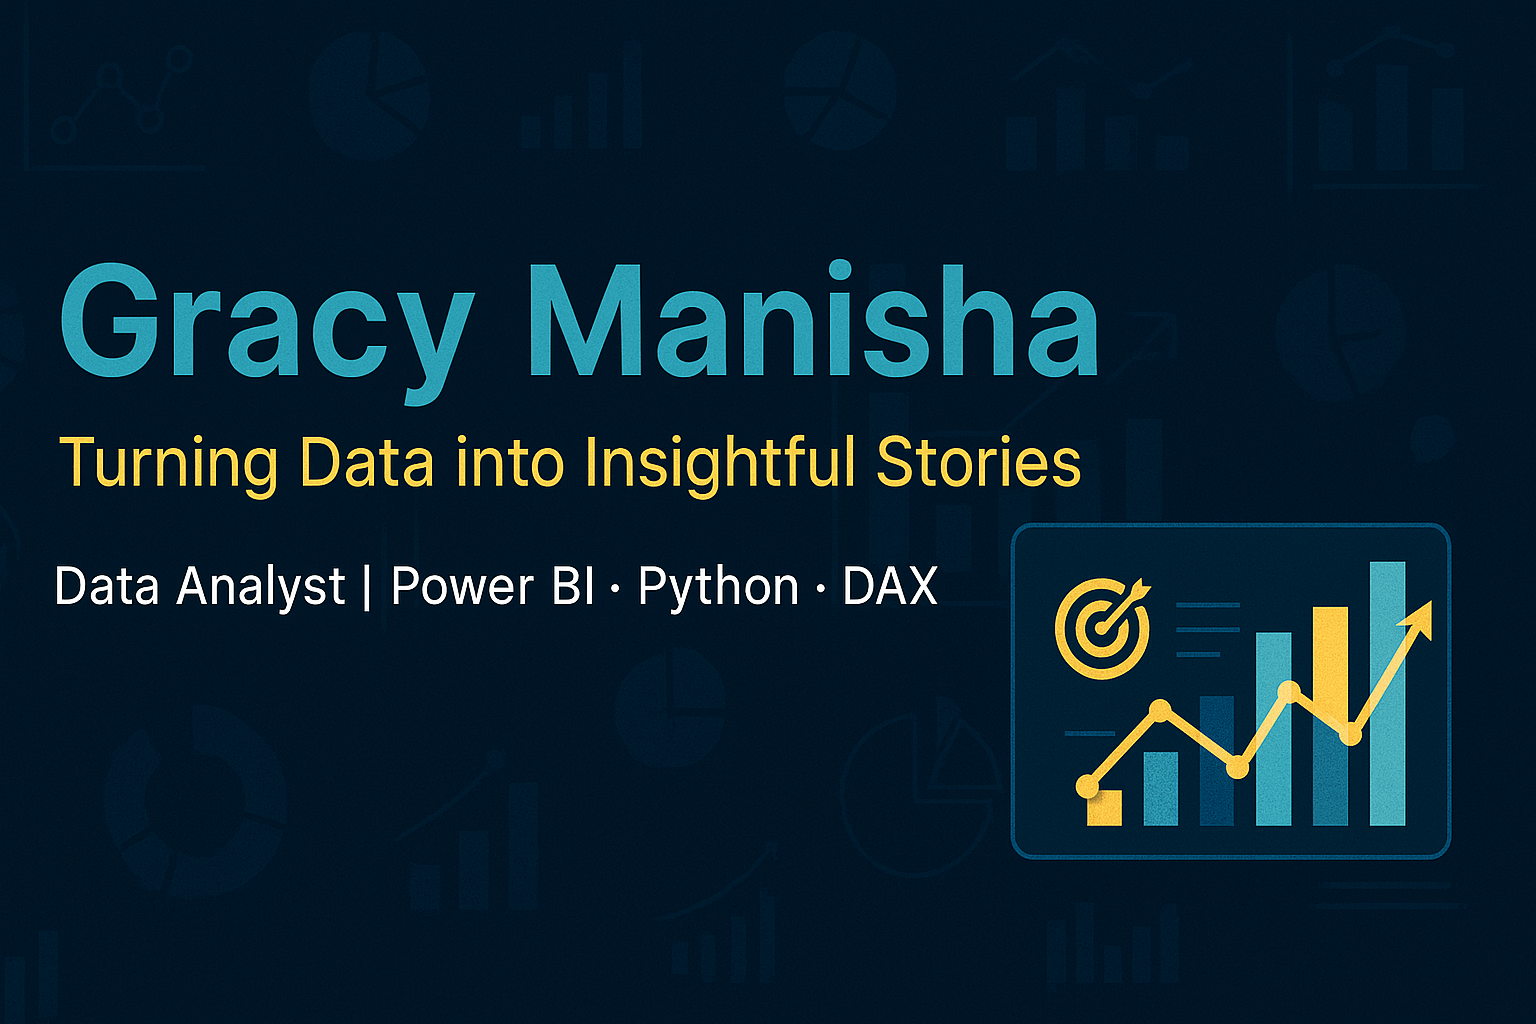 Gracy Manisha
Turning Data into Insightful Stories
Data Analyst | Power BI · Python · DAX